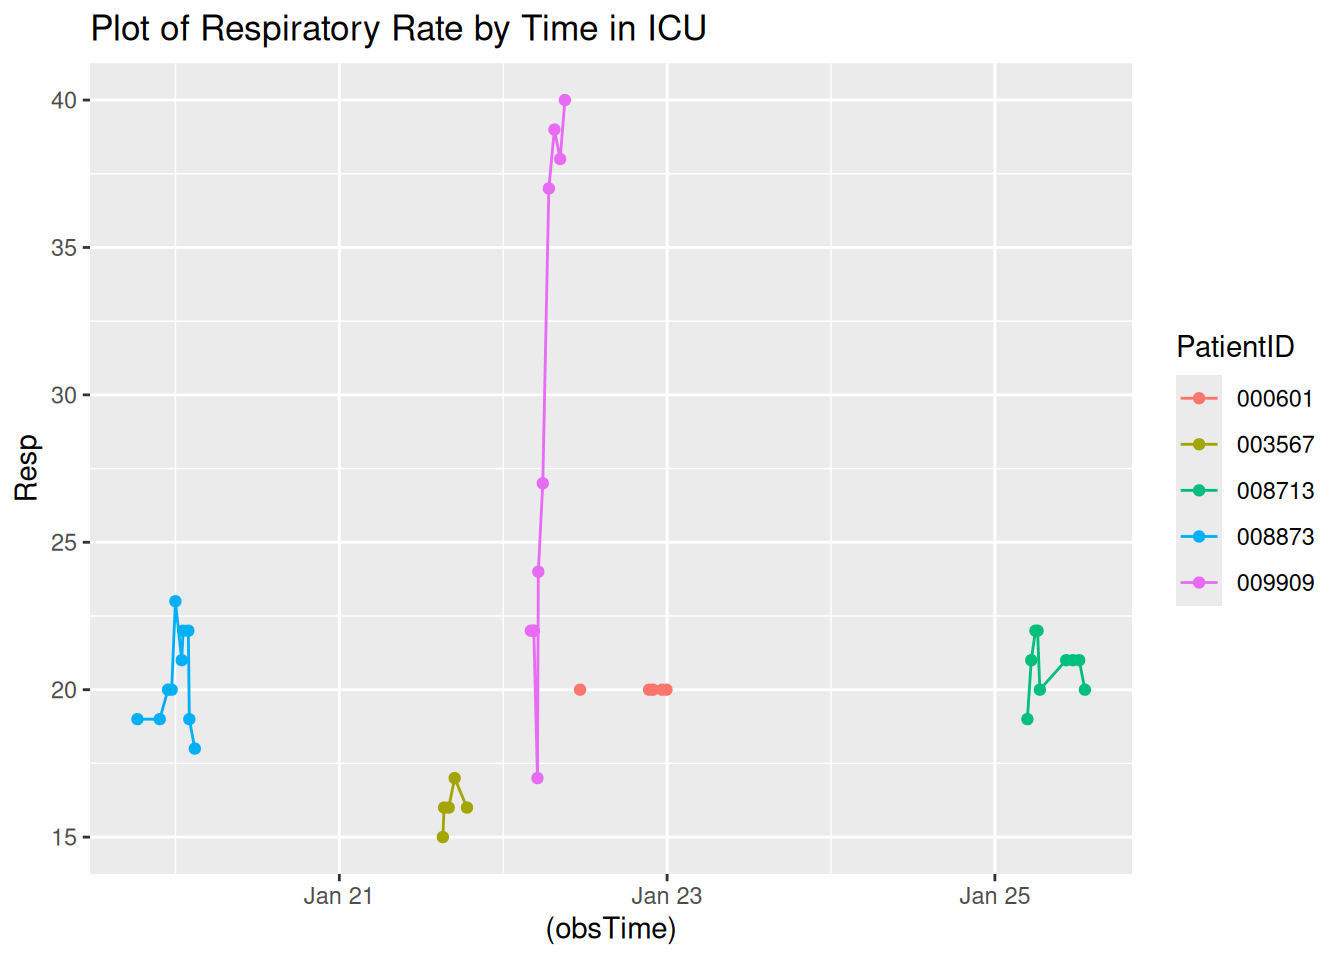 Plot of Respiratory Rate by Time in ICU
40
35
30
25
20
15
Resp
Jan 21
Jan 23
Jan 25
(obsTime)
PatientID
000601
003567
008713
008873
009909